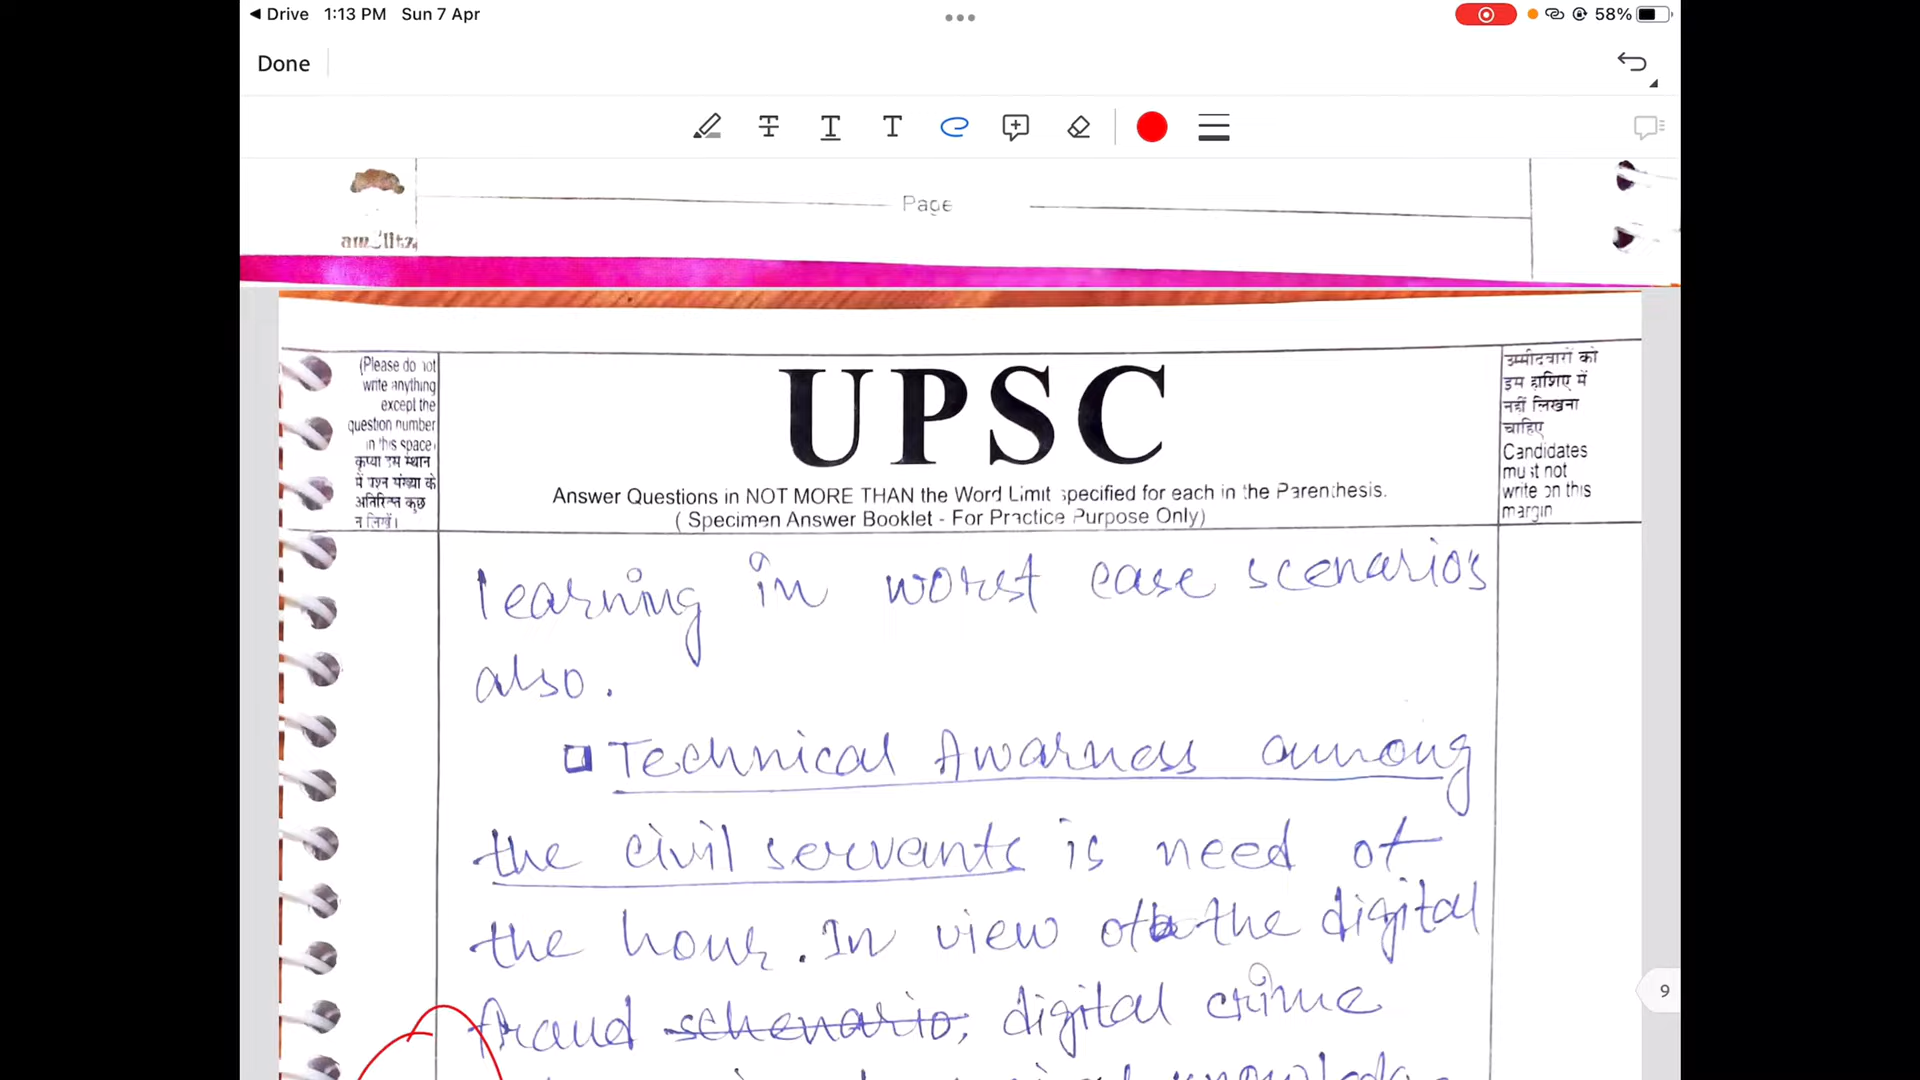 Drive 1:13 PM Sun 7 Apr
58%
Done
Page
UPSC
(Please do not
write anything
except the
question number
in this space)
कृप्या इस स्थान
में प्रश्न संख्या के
अतिरिक्त कुछ
न लिखें।
Answer Questions in NOT MORE THAN the Word Limit specified for each in the Parenthesis.
( Specimen Answer Booklet - For Practice Purpose Only)
उम्मीदवारों को
इस हाशिए में
नहीं लिखना
चाहिए
Candidates
must not
write on this
margin
learning in worst case scenario's
also.
Technical Awarness among
the civil servants is need of
the hour. In view of the digital
fraud schenario, digital crime
9